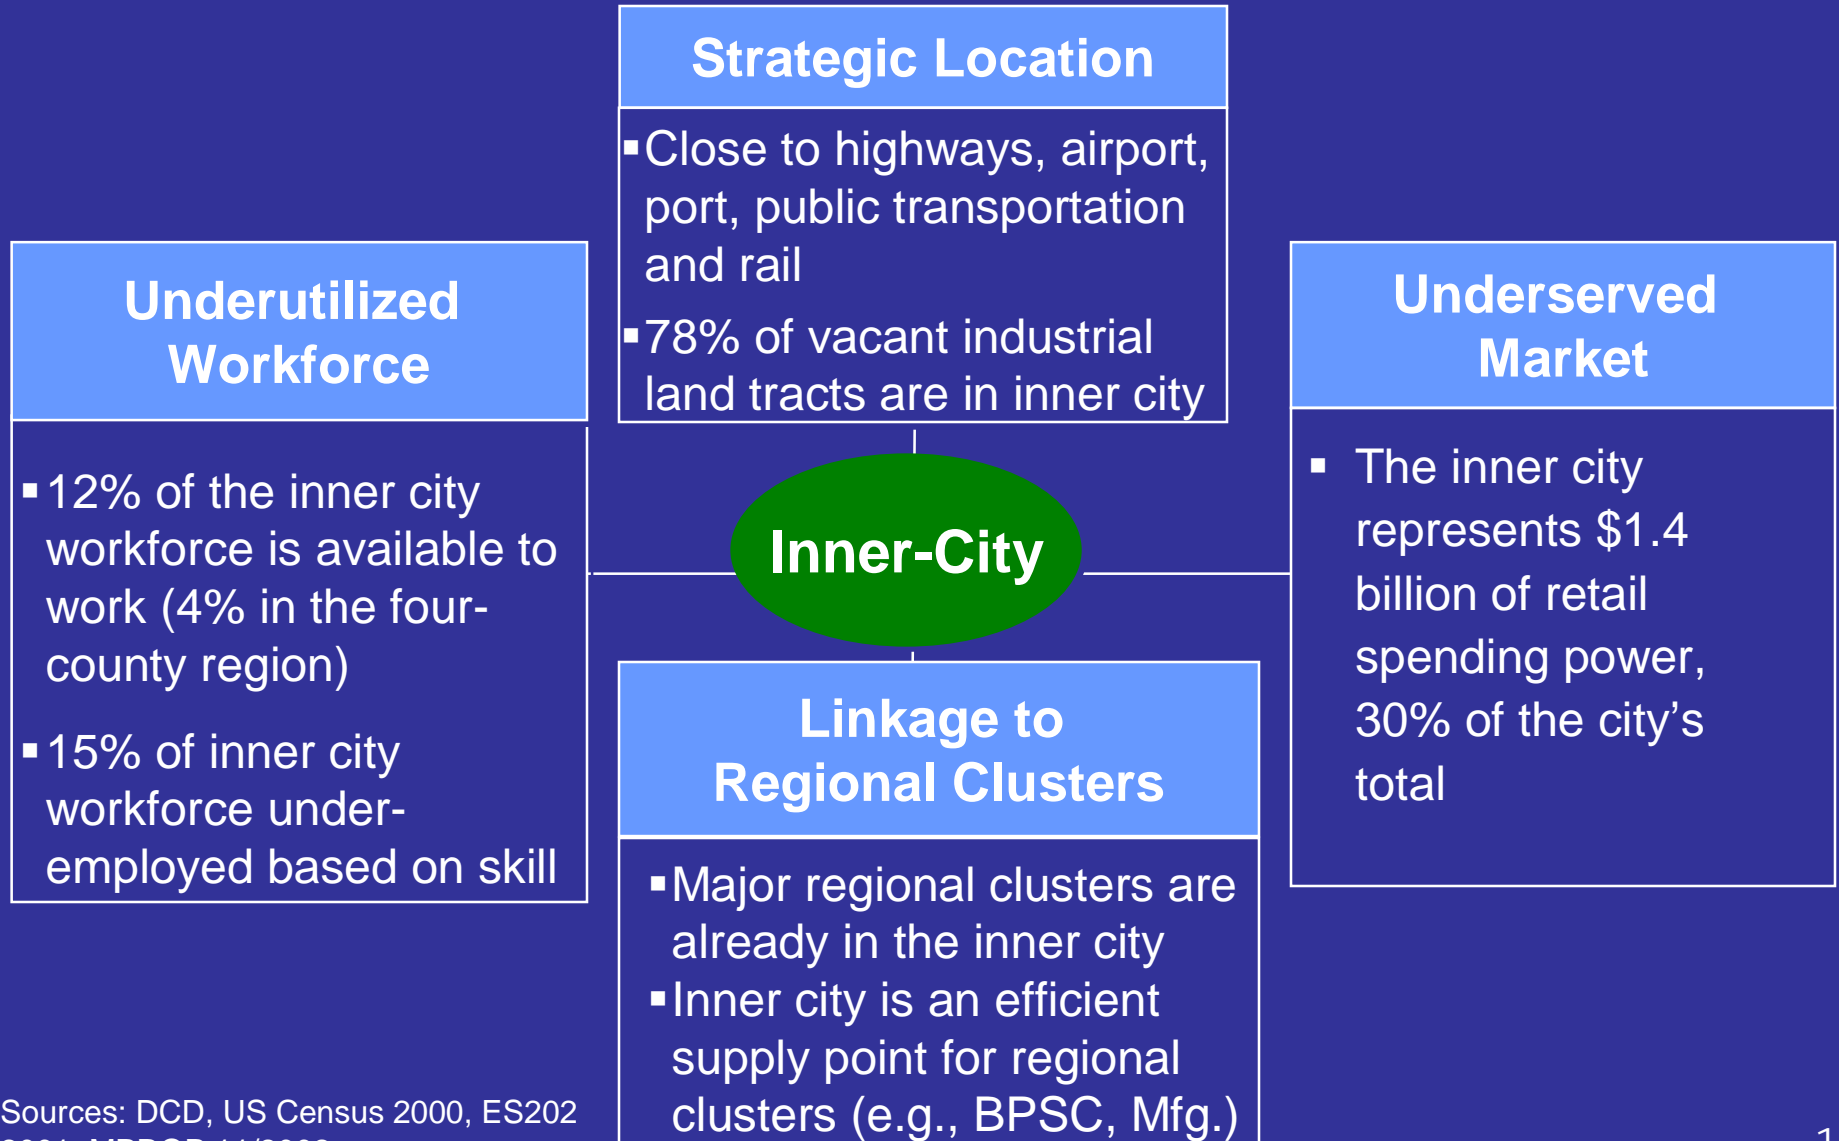 Strategic Location
▪Close to highways, airport,
port, public transportation
and rail
▪78% of vacant industrial
land tracts are in inner city
Underutilized
Workforce
▪12% of the inner city
workforce is available to
work (4% in the four-
county region)
▪15% of inner city
workforce under-
employed based on skill
Inner-City
Underserved
Market
▪ The inner city
represents $1.4
billion of retail
spending power,
30% of the city’s
total
Linkage to
Regional Clusters
▪Major regional clusters are
already in the inner city
▪Inner city is an efficient
supply point for regional
clusters (e.g., BPSC, Mfg.)
Sources: DCD, US Census 2000, ES202
1